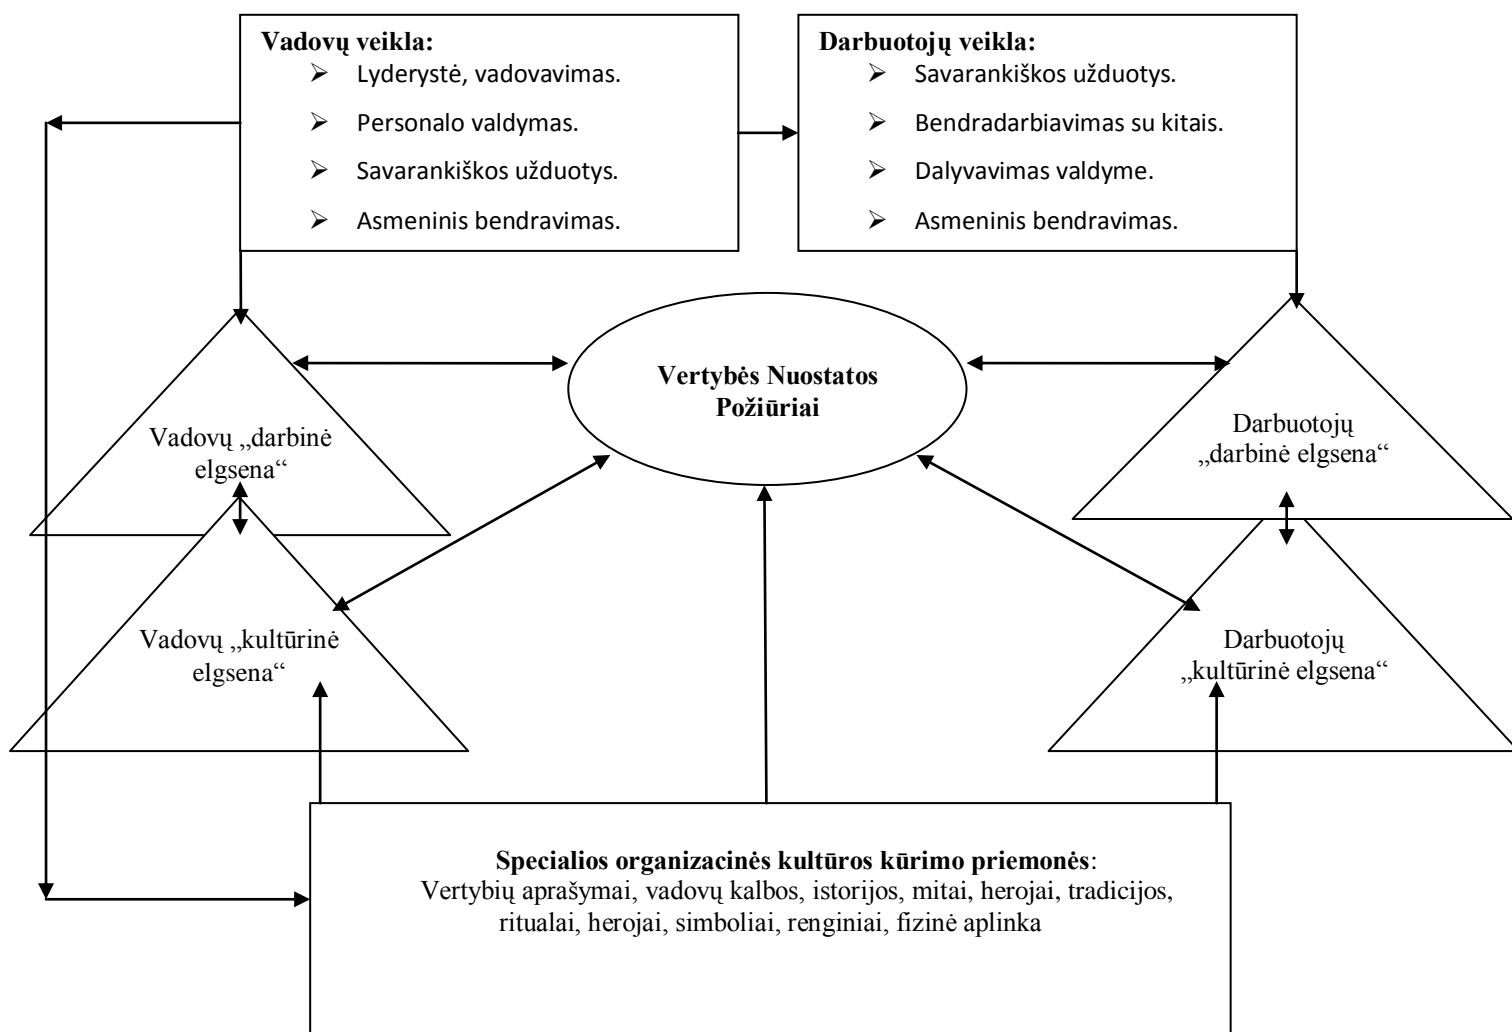 Vadovų veikla:
➢ Lyderystė, vadovavimas.
➢ Personalo valdymas.
➢ Savarankiškos užduotys.
➢ Asmeninis bendravimas.
Darbuotojų veikla:
➢ Savarankiškos užduotys.
➢ Bendradarbiavimas su kitais.
➢ Dalyvavimas valdyme.
➢ Asmeninis bendravimas.
Vertybės Nuostatos
Požiūriai
Vadovų „darbinė
elgsena“
Darbuotojų
„darbinė elgsena“
Vadovų „kultūrinė
elgsena“
Darbuotojų
„kultūrinė elgsena“
Specialios organizacinės kultūros kūrimo priemonės:
Vertybių aprašymai, vadovų kalbos, istorijos, mitai, herojai, tradicijos,
ritualai, herojai, simboliai, renginiai, fizinė aplinka